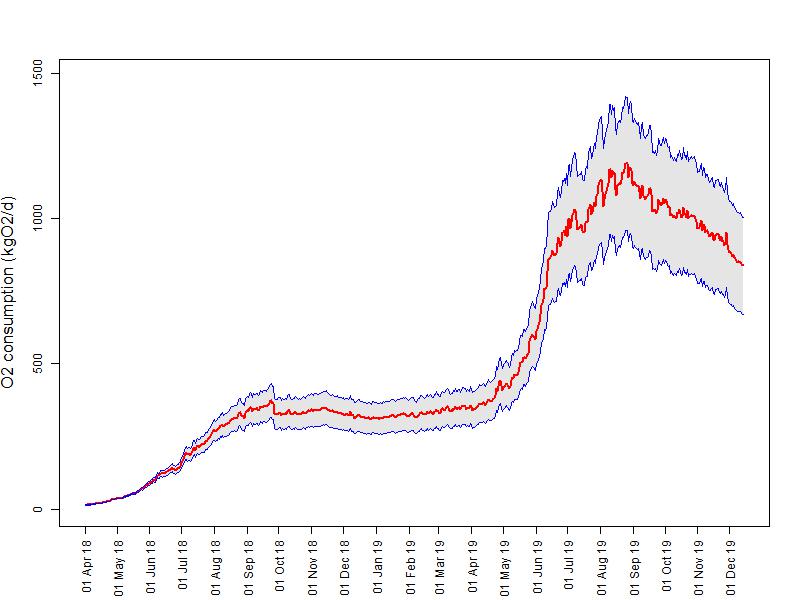 O2 consumption (kgO2/d)
1500
1000
500
0
01 Apr 18
01 May 18
01 Jun 18
01 Jul 18
01 Aug 18
01 Sep 18
01 Oct 18
01 Nov 18
01 Dec 18
01 Jan 19
01 Feb 19
01 Mar 19
01 Apr 19
01 May 19
01 Jun 19
01 Jul 19
01 Aug 19
01 Sep 19
01 Oct 19
01 Nov 19
01 Dec 19